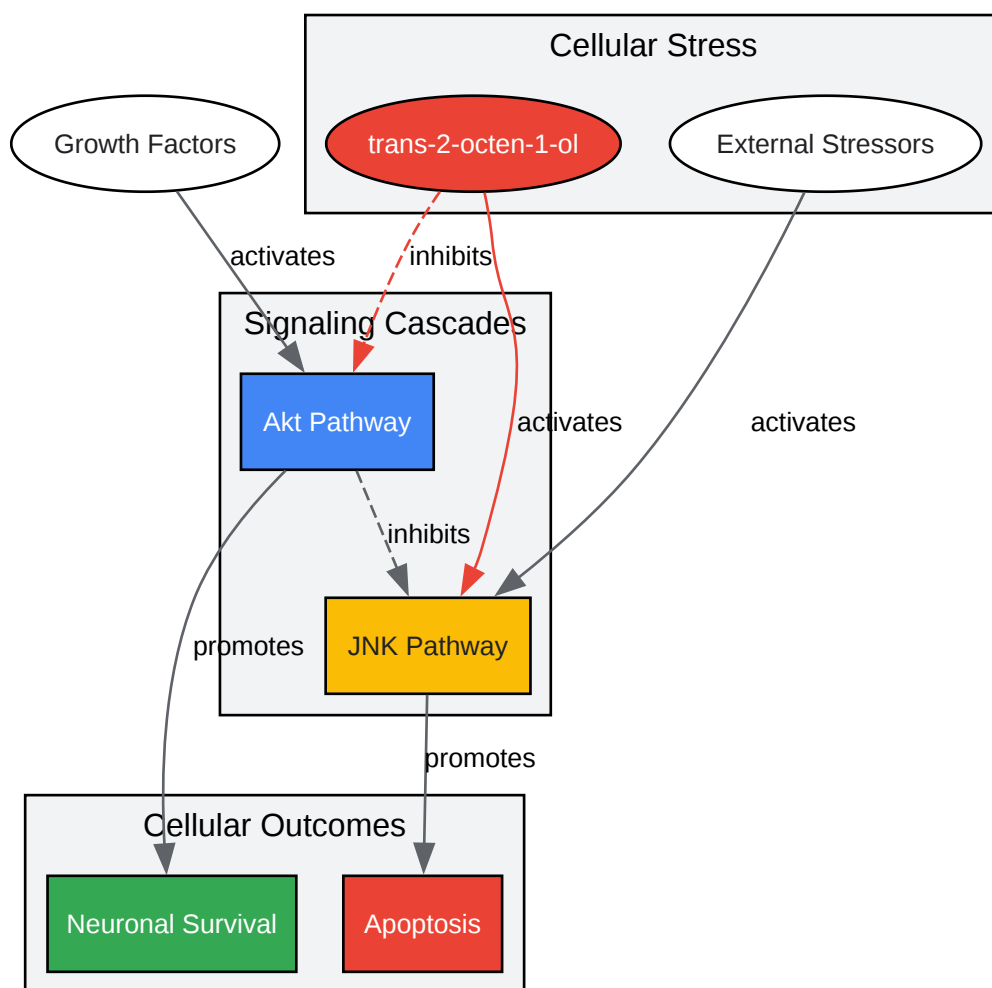 Cellular Stress
Growth Factors
trans-2-octen-1-ol
External Stressors
activates
inhibits
Signaling Cascades
Akt Pathway
activates
activates
inhibits
promotes
JNK Pathway
promotes
Cellular Outcomes
Neuronal Survival
Apoptosis